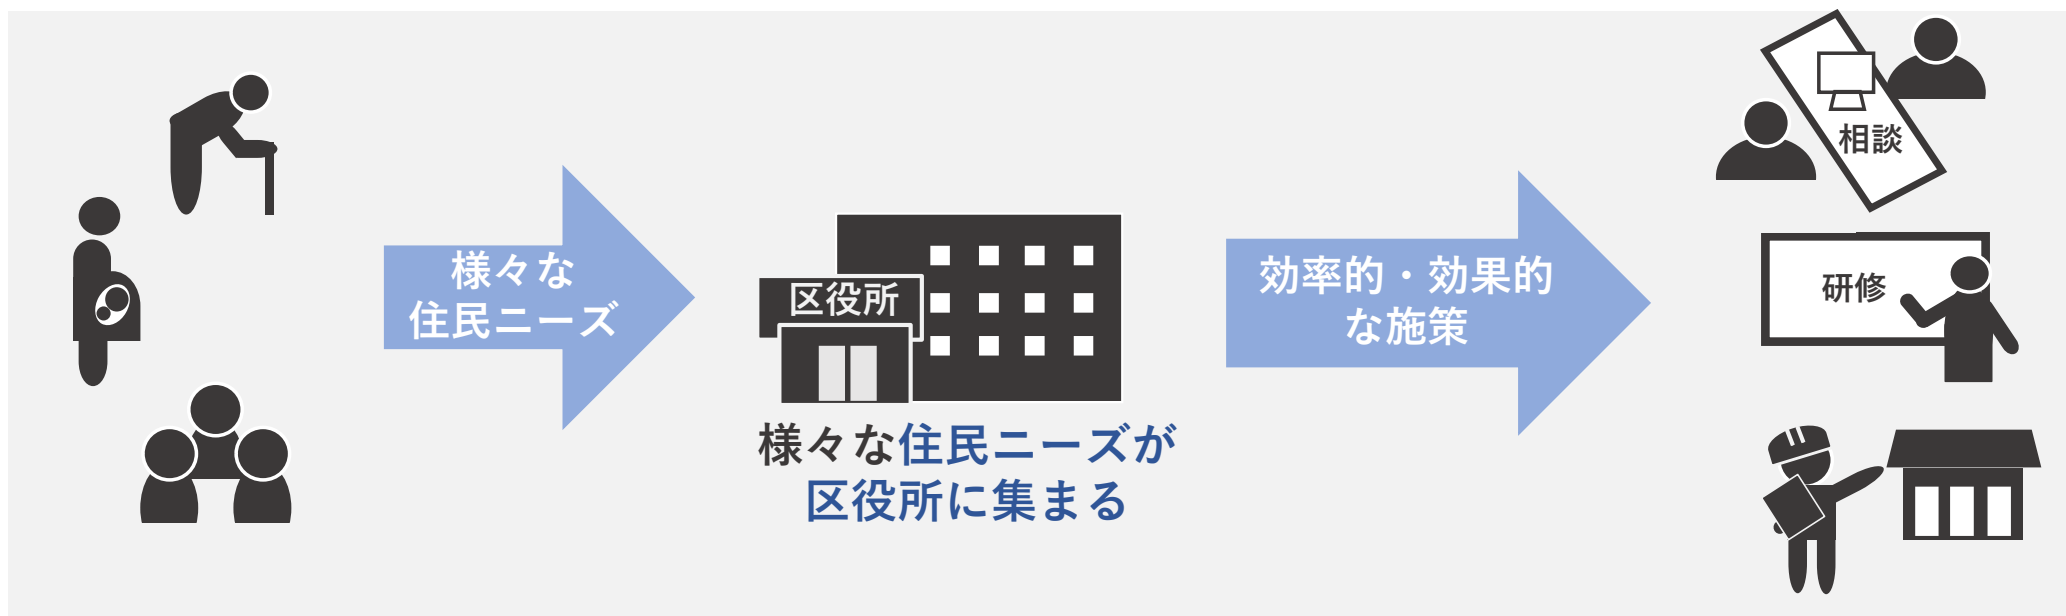 様々な
住民ニーズ
区役所
様々な住民ニーズが
区役所に集まる
効率的・効果的
な施策
相談
研修